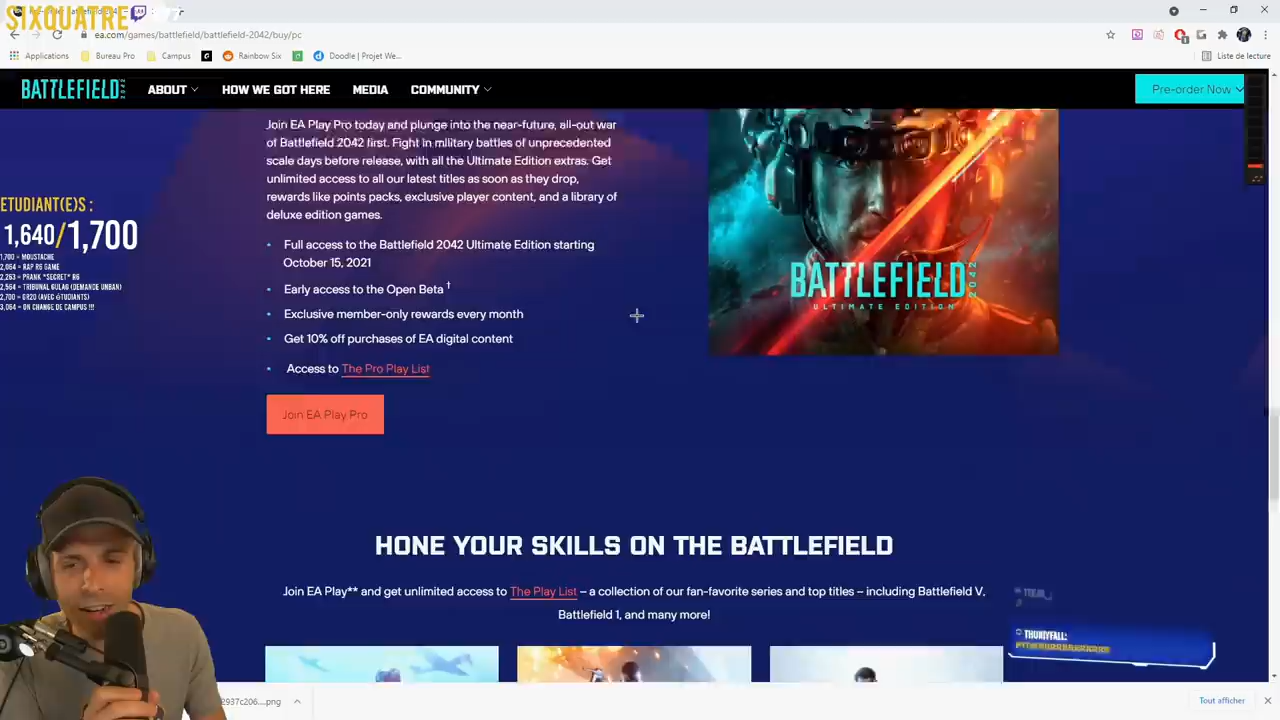 SIXQUATRE
ea.com/games/battlefield/battlefield-2042/buy/pc
Applications
Bureau Pro
Campus
Rainbow Six
Doodle | Projet We...
Liste de lecture
BATTLEFIELD 2042
ABOUT
HOW WE GOT HERE
MEDIA
COMMUNITY
Pre-order Now
Join EA Play Pro today and plunge into the near-future, all-out war
of Battlefield 2042 first. Fight in military battles of unprecedented
scale days before release, with all the Ultimate Edition extras. Get
unlimited access to all our latest titles as soon as they drop,
rewards like points packs, exclusive player content, and a library of
deluxe edition games.
• Full access to the Battlefield 2042 Ultimate Edition starting
October 15, 2021
• Early access to the Open Beta †
• Exclusive member-only rewards every month
• Get 10% off purchases of EA digital content
• Access to The Pro Play List
Join EA Play Pro
BATTLEFIELD 2042
ULTIMATE EDITION
ETUDIANT(E)S :
1,640/1,700
1,700 = MOUSTACHE
2,054 = RAP R6 GAME
2,263 = PRANK *SECRET* R6
2,564 = TRIBUNAL GULAG (DEMANDE UNBAN)
2,700 = GR20 (AVEC ÉTUDIANTS)
3,064 = ON CHANGE DE CAMPUS !!!
HONE YOUR SKILLS ON THE BATTLEFIELD
Join EA Play** and get unlimited access to The Play List – a collection of our fan-favorite series and top titles – including Battlefield V,
Battlefield 1, and many more!
THUNIYFALL:
2937c206....png
Tout afficher